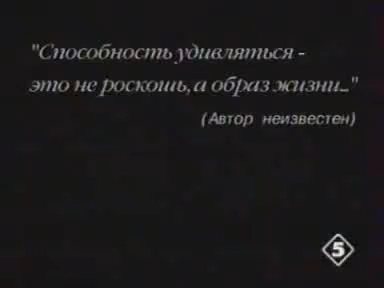 "Способность удивляться -
это не роскошь, а образ жизни..."
(Автор неизвестен)
5